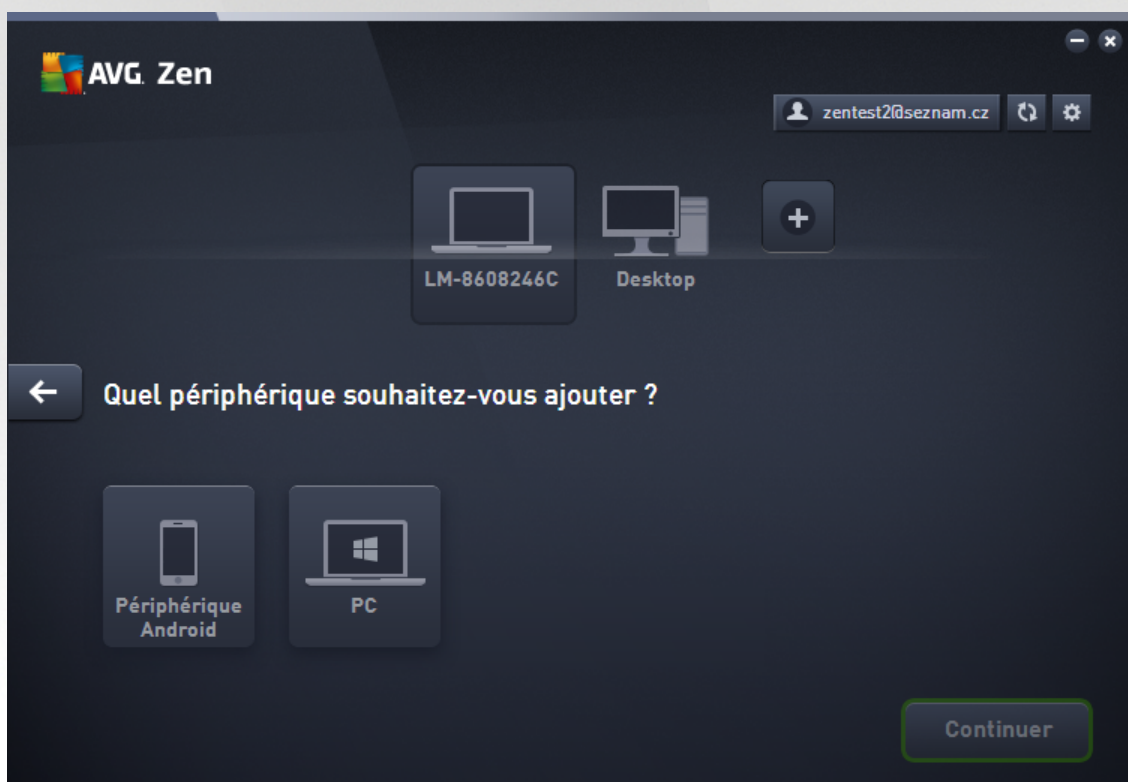 AVG. Zen
zentest2@seznam.cz
LM-8608246C
Desktop
Quel périphérique souhaitez-vous ajouter ?
Périphérique
Android
PC
Continuer